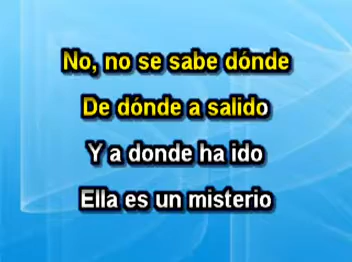 No, no se sabe dónde
De dónde a salido
Y a donde ha ido
Ella es un misterio